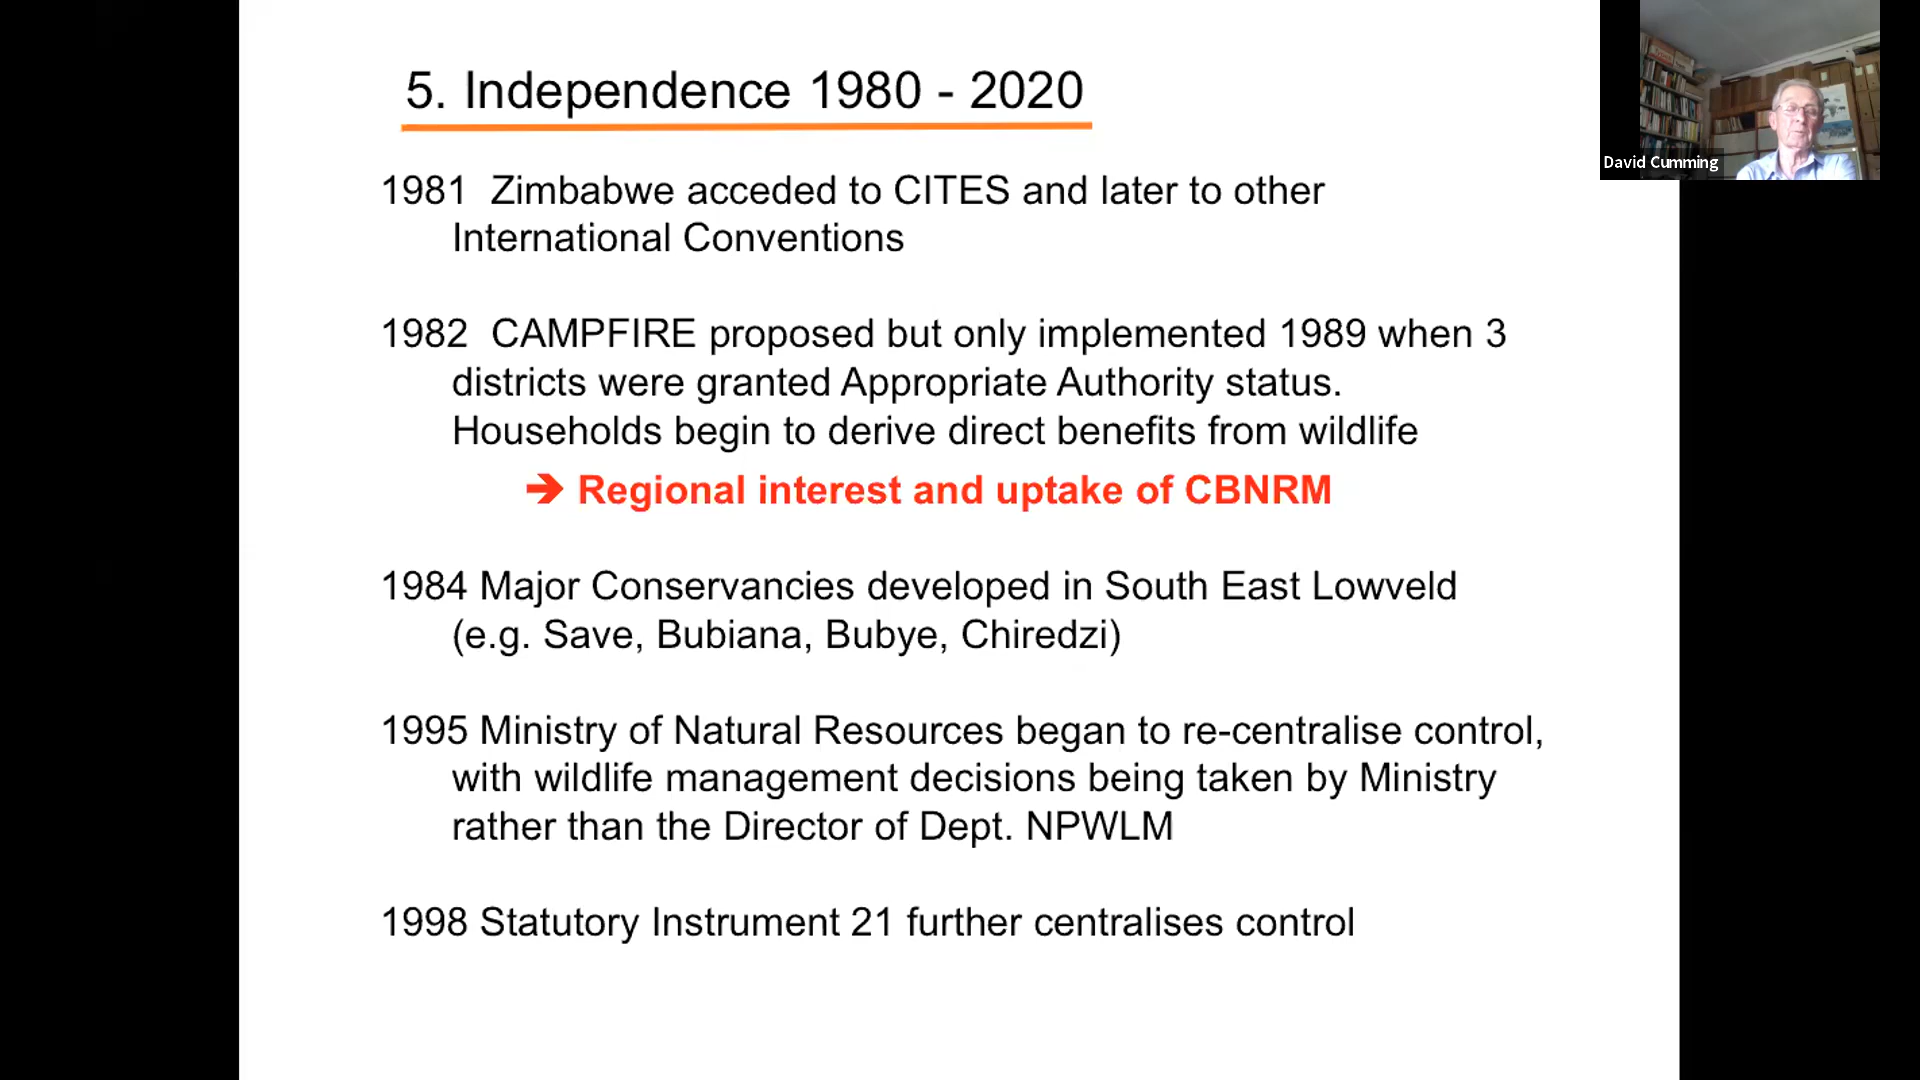 5. Independence 1980 - 2020
David Cumming
1981 Zimbabwe acceded to CITES and later to other
International Conventions
1982 CAMPFIRE proposed but only implemented 1989 when 3
districts were granted Appropriate Authority status.
Households begin to derive direct benefits from wildlife
➔ Regional interest and uptake of CBNRM
1984 Major Conservancies developed in South East Lowveld
(e.g. Save, Bubiana, Bubye, Chiredzi)
1995 Ministry of Natural Resources began to re-centralise control,
with wildlife management decisions being taken by Ministry
rather than the Director of Dept. NPWLM
1998 Statutory Instrument 21 further centralises control